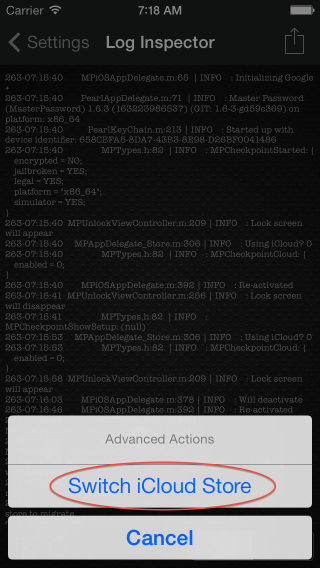 Carrier 7:18 AM
Settings Log Inspector
263-07:15:40 MPiOSAppDelegate.m:65 | INFO : Initializing Google
+
263-07:15:40 PearlAppDelegate.m:71 | INFO : Master Password
(MasterPassword) 1.6.3 (163223986537) (GIT: 1.6-3-gd59c369) on
platform: x86_64
263-07:15:40 PearlKeyChain.m:213 | INFO : Started up with
device identifier:
263-07:15:40 MPTypes.h:82 | INFO : MPCheckpointStarted: {
encrypted = NO;
jailbroken = YES;
legal = YES;
platform = "x86_64";
simulator = YES;
}
263-07:15:40 MPUnlockViewController.m:209 | INFO : Lock screen
will appear
263-07:15:40 MPAppDelegate_Store.m:306 | INFO : Using iCloud? 0
263-07:15:40 MPTypes.h:82 | INFO : MPCheckpointCloud: {
enabled = 0;
}
263-07:15:40 MPiOSAppDelegate.m:392 | INFO : Re-activated
263-07:15:41 MPUnlockViewController.m:256 | INFO : Lock screen
will disappear
263-07:15:41 MPTypes.h:82 | INFO :
MPCheckpointShowSetup: (null)
263-07:15:53 MPAppDelegate_Store.m:306 | INFO : Using iCloud? 0
263-07:15:53 MPTypes.h:82 | INFO : MPCheckpointCloud: {
enabled = 0;
}
263-07:15:58 MPUnlockViewController.m:209 | INFO : Lock screen
will appear
263-07:16:03 MPiOSAppDelegate.m:378 | INFO : Will deactivate
263-07:16:46 MPiOSAppDelegate.m:392 | INFO : Re-activated
Advanced Actions
Switch iCloud Store
store to migrate.
Cancel